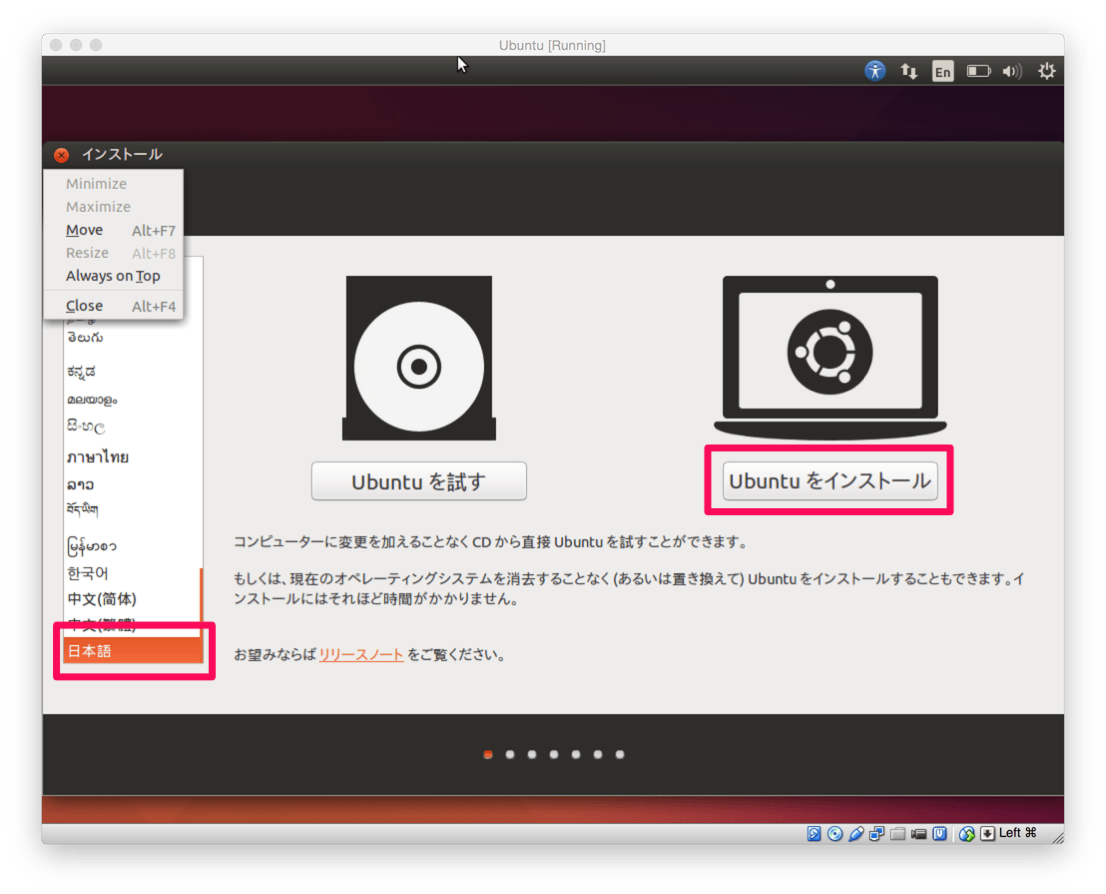 Ubuntu [Running]
En
インストール
Minimize
Maximize
Move Alt+F7
Resize Alt+F8
Always on Top
Close Alt+F4
తెలుగు
ಕನ್ನಡ
മലയാളം
සිංහල
ภาษาไทย
ລາວ
རྫོང་ཁ
မြန်မာစာ
한국어
中文(简体)
中文(繁體)
日本語
Ubuntu を試す
Ubuntu をインストール
コンピューターに変更を加えることなく CD から直接 Ubuntu を試すことができます。
もしくは、現在のオペレーティングシステムを消去することなく (あるいは置き換えて) Ubuntu をインストールすることもできます。イ
ンストールにはそれほど時間がかかりません。
お望みならば リリースノート をご覧ください。
Left ⌘